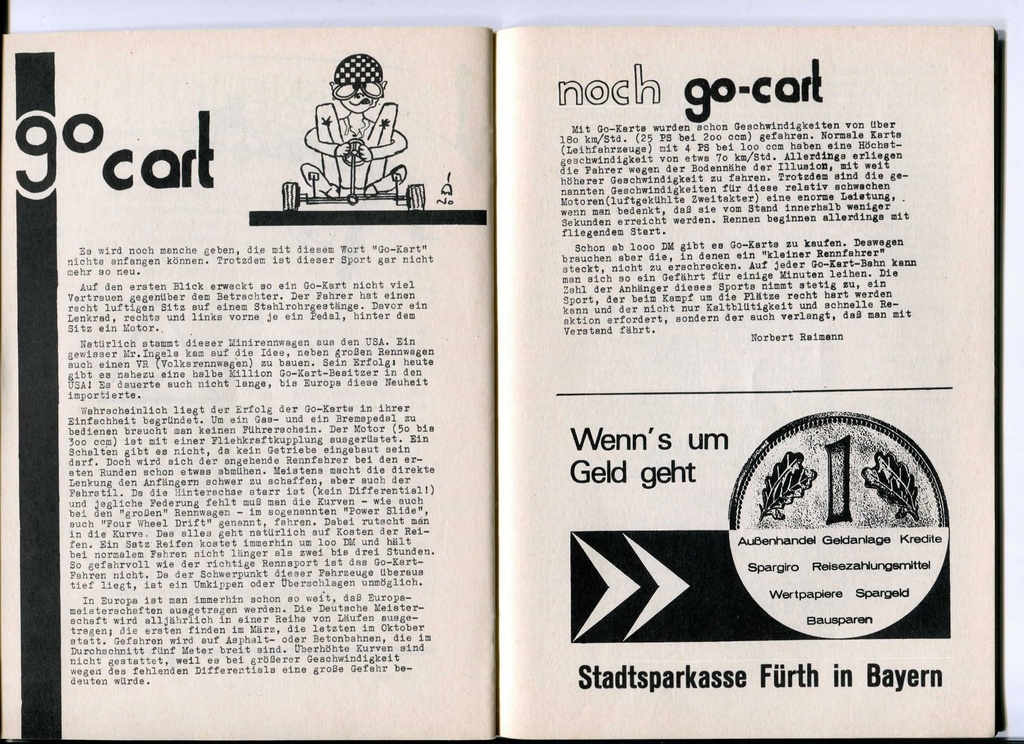 go cart
Es wird noch manche geben, die mit diesem Wort "Go-Kart"
nichts anfangen können. Trotzdem ist dieser Sport gar nicht
mehr so neu.
Auf den ersten Blick erweckt so ein Go-Kart nicht viel
Vertrauen gegenüber dem Betrachter. Der Fahrer hat einen
recht luftigen Sitz auf einem Stahlrohrgestänge. Davor ein
Lenkrad, rechts und links vorne je ein Pedal, hinter dem
Sitz ein Motor.
Natürlich stammt dieser Minirennwagen aus den USA. Ein
gewisser Mr.Ingels kam auf die Idee, neben großen Rennwagen
auch einen VR (Volksrennwagen) zu bauen. Sein Erfolg: heute
gibt es nahezu eine halbe Million Go-Kart-Besitzer in den
USA! Es dauerte auch nicht lange, bis Europa diese Neuheit
importierte.
Wahrscheinlich liegt der Erfolg der Go-Karts in ihrer
Einfachheit begründet. Um ein Gas- und ein Bremspedal zu
bedienen braucht man keinen Führerschein. Der Motor (5o bis
3oo ccm) ist mit einer Fliehkraftkupplung ausgerüstet. Ein
Schalten gibt es nicht, da kein Getriebe eingebaut sein
darf. Doch wird sich der angehende Rennfahrer bei den er-
sten Runden schon etwas abmühen. Meistens macht die direkte
Lenkung den Anfängern schwer zu schaffen, aber auch der
Fahrstil. Da die Hinterachse starr ist (kein Differential!)
und jegliche Federung fehlt muß man die Kurven - wie auch
bei den "großen" Rennwagen - im sogenannten "Power Slide",
auch "Four Wheel Drift" genannt, fahren. Dabei rutscht man
in die Kurve. Das alles geht natürlich auf Kosten der Rei-
fen. Ein Satz Reifen kostet immerhin um 1oo DM und hält
bei normalem Fahren nicht länger als zwei bis drei Stunden.
So gefahrvoll wie der richtige Rennsport ist das Go-Kart-
Fahren nicht. Da der Schwerpunkt dieser Fahrzeuge überaus
tief liegt, ist ein Umkippen oder Überschlagen unmöglich.
In Europa ist man immerhin schon so weit, daß Europa-
meisterschaften ausgetragen werden. Die Deutsche Meister-
schaft wird alljährlich in einer Reihe von Läufen ausge-
tragen; die ersten finden im März, die letzten im Oktober
statt. Gefahren wird auf Asphalt- oder Betonbahnen, die im
Durchschnitt fünf Meter breit sind. Überhöhte Kurven sind
nicht gestattet, weil es bei größerer Geschwindigkeit
wegen des fehlenden Differentials eine große Gefahr be-
deuten würde.
noch go-cart
Mit Go-Karts wurden schon Geschwindigkeiten von über
18o km/Std. (25 PS bei 2oo ccm) gefahren. Normale Karts
(Leihfahrzeuge) mit 4 PS bei 1oo ccm haben eine Höchst-
geschwindigkeit von etwa 7o km/Std. Allerdings erliegen
die Fahrer wegen der Bodennähe der Illusion, mit weit
höherer Geschwindigkeit zu fahren. Trotzdem sind die ge-
nannten Geschwindigkeiten für diese relativ schwachen
Motoren(luftgekühlte Zweitakter) eine enorme Leistung,
wenn man bedenkt, daß sie vom Stand innerhalb weniger
Sekunden erreicht werden. Rennen beginnen allerdings mit
fliegendem Start.
Schon ab 1ooo DM gibt es Go-Karts zu kaufen. Deswegen
brauchen aber die, in denen ein "kleiner Rennfahrer"
steckt, nicht zu erschrecken. Auf jeder Go-Kart-Bahn kann
man sich so ein Gefährt für einige Minuten leihen. Die
Zahl der Anhänger dieses Sports nimmt stetig zu, ein
Sport, der beim Kampf um die Plätze recht hart werden
kann und der nicht nur Kaltblütigkeit und schnelle Re-
aktion erfordert, sondern der auch verlangt, daß man mit
Verstand fährt.
Norbert Reimann
Wenn's um
Geld geht
1
Außenhandel Geldanlage Kredite
Spargiro Reisezahlungsmittel
Wertpapiere Spargeld
Bausparen
Stadtsparkasse Fürth in Bayern